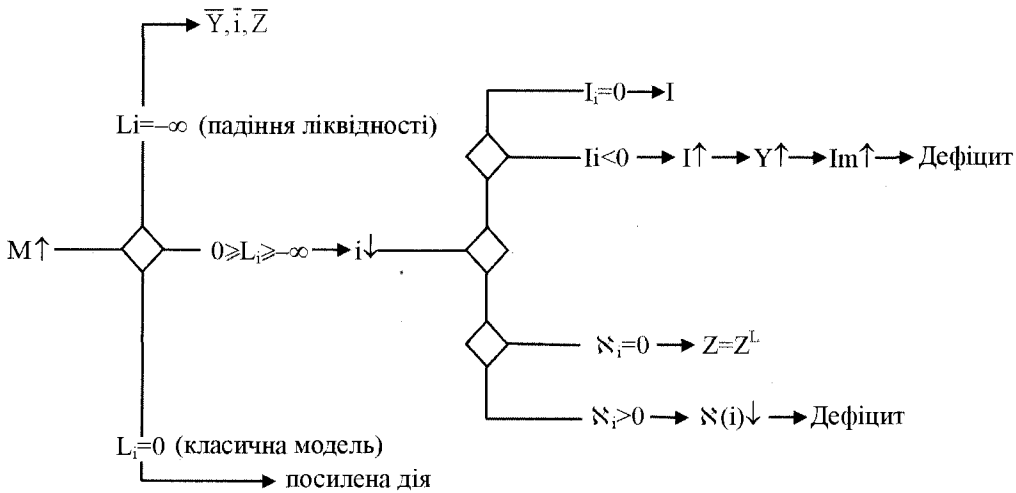 Y̅, i̅, Z̅
Li=–∞ (падіння ліквідності)
Iᵢ=0→I
Ii<0 → I↑ → Y↑ → Im↑ → Дефіцит
M↑
0⩾Lᵢ⩾–∞ → i↓
ℵᵢ=0 → Z=Zᴸ
ℵᵢ>0 → ℵ(i)↓ → Дефіцит
Lᵢ=0 (класична модель)
посилена дія